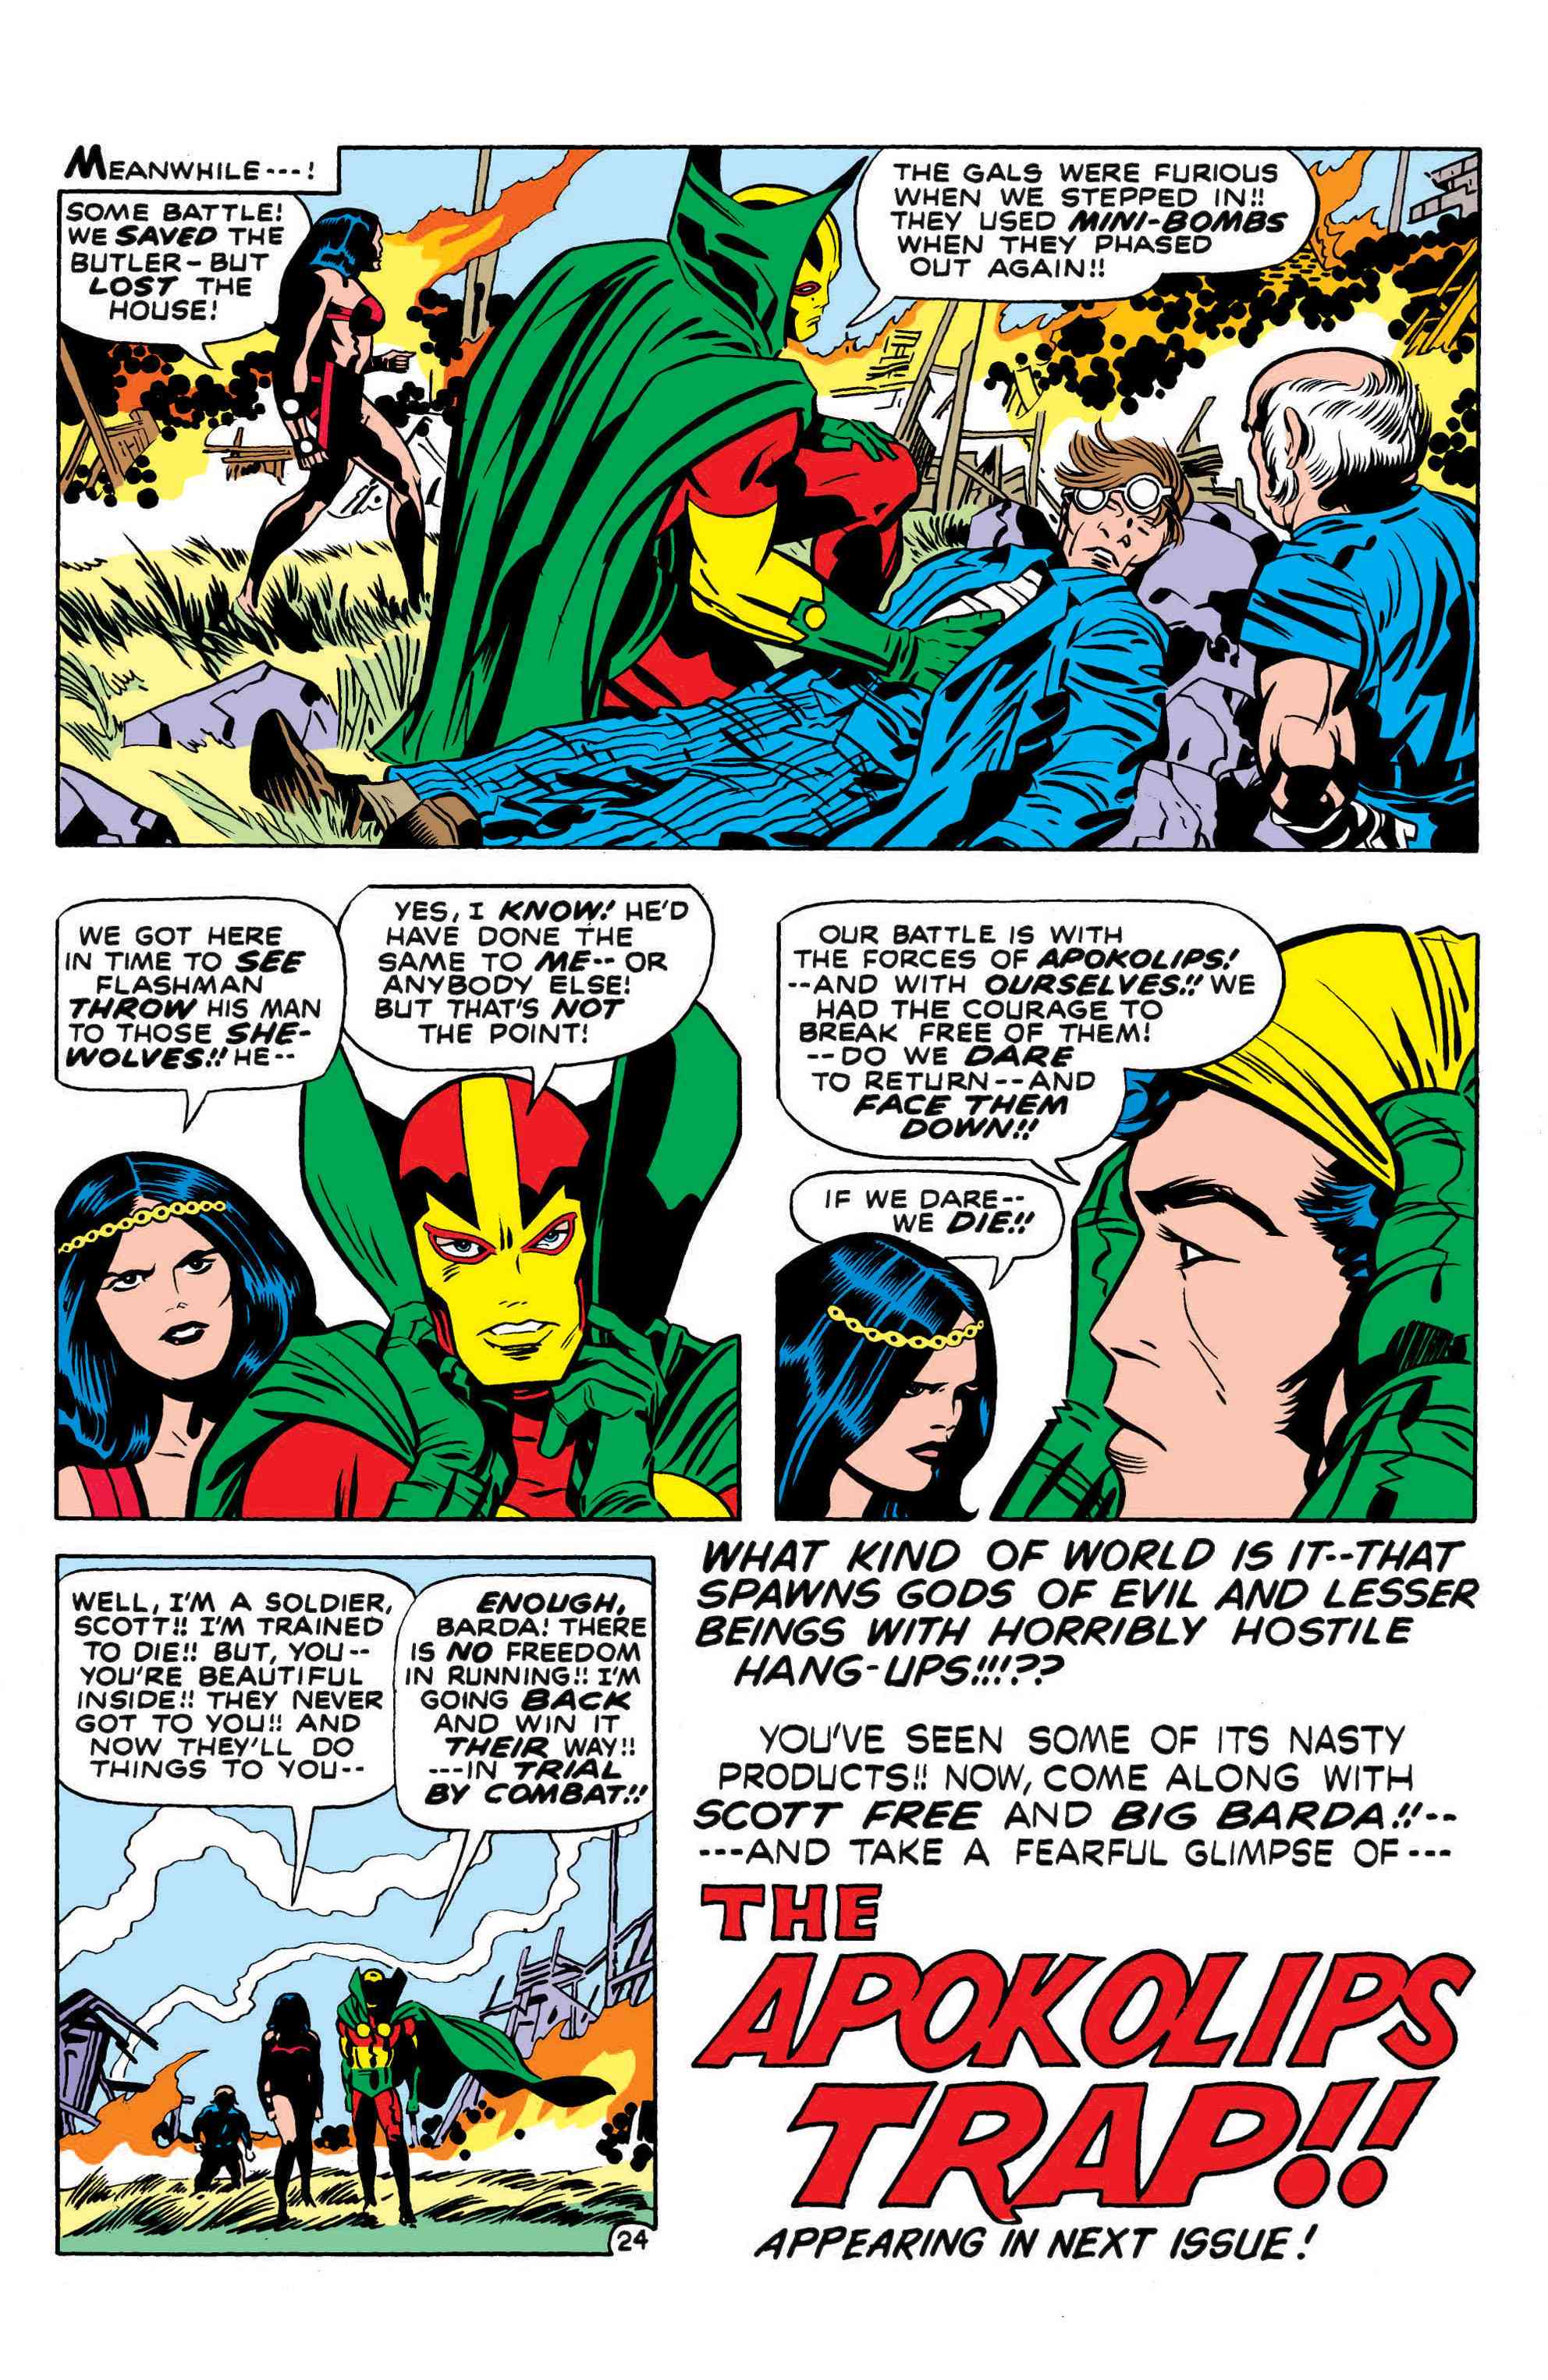 MEANWHILE---!
SOME BATTLE!
WE SAVED THE
BUTLER-BUT
LOST THE
HOUSE!
THE GALS WERE FURIOUS
WHEN WE STEPPED IN!!
THEY USED MINI-BOMBS
WHEN THEY PHASED
OUT AGAIN!!
WE GOT HERE
IN TIME TO SEE
FLASHMAN
THROW HIS MAN
TO THOSE SHE-
WOLVES!! HE--
YES, I KNOW! HE'D
HAVE DONE THE
SAME TO ME--OR
ANYBODY ELSE!
BUT THAT'S NOT
THE POINT!
OUR BATTLE IS WITH
THE FORCES OF APOKOLIPS!
--AND WITH OURSELVES!! WE
HAD THE COURAGE TO
BREAK FREE OF THEM!
--DO WE DARE
TO RETURN--AND
FACE THEM
DOWN!!
IF WE DARE--
WE DIE!!
WELL, I'M A SOLDIER,
SCOTT!! I'M TRAINED
TO DIE!! BUT, YOU--
YOU'RE BEAUTIFUL
INSIDE!! THEY NEVER
GOT TO YOU!! AND
NOW THEY'LL DO
THINGS TO YOU--
ENOUGH,
BARDA! THERE
IS NO FREEDOM
IN RUNNING!! I'M
GOING BACK
AND WIN IT
THEIR WAY!!
---IN TRIAL
BY COMBAT!!
24
WHAT KIND OF WORLD IS IT--THAT
SPAWNS GODS OF EVIL AND LESSER
BEINGS WITH HORRIBLY HOSTILE
HANG-UPS!!!??
YOU'VE SEEN SOME OF ITS NASTY
PRODUCTS!! NOW, COME ALONG WITH
SCOTT FREE AND BIG BARDA!!--
---AND TAKE A FEARFUL GLIMPSE OF---
THE
APOKOLIPS
TRAP!!
APPEARING IN NEXT ISSUE!